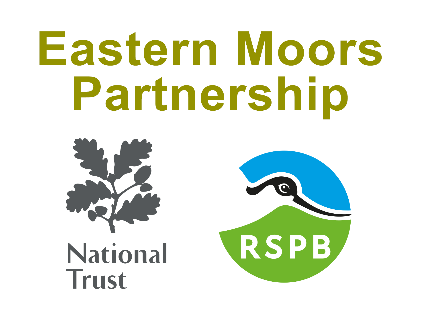 Eastern Moors
Partnership
National
Trust
RSPB